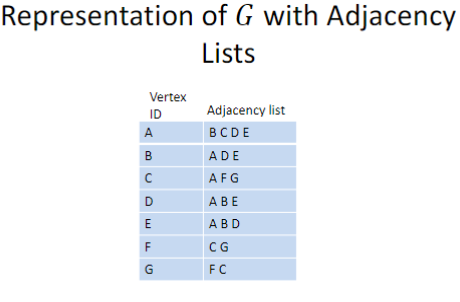 Representation of G with Adjacency
Lists
Vertex
ID
Adjacency list
A B C D E
B A D E
C A F G
D A B E
E A B D
F C G
G F C